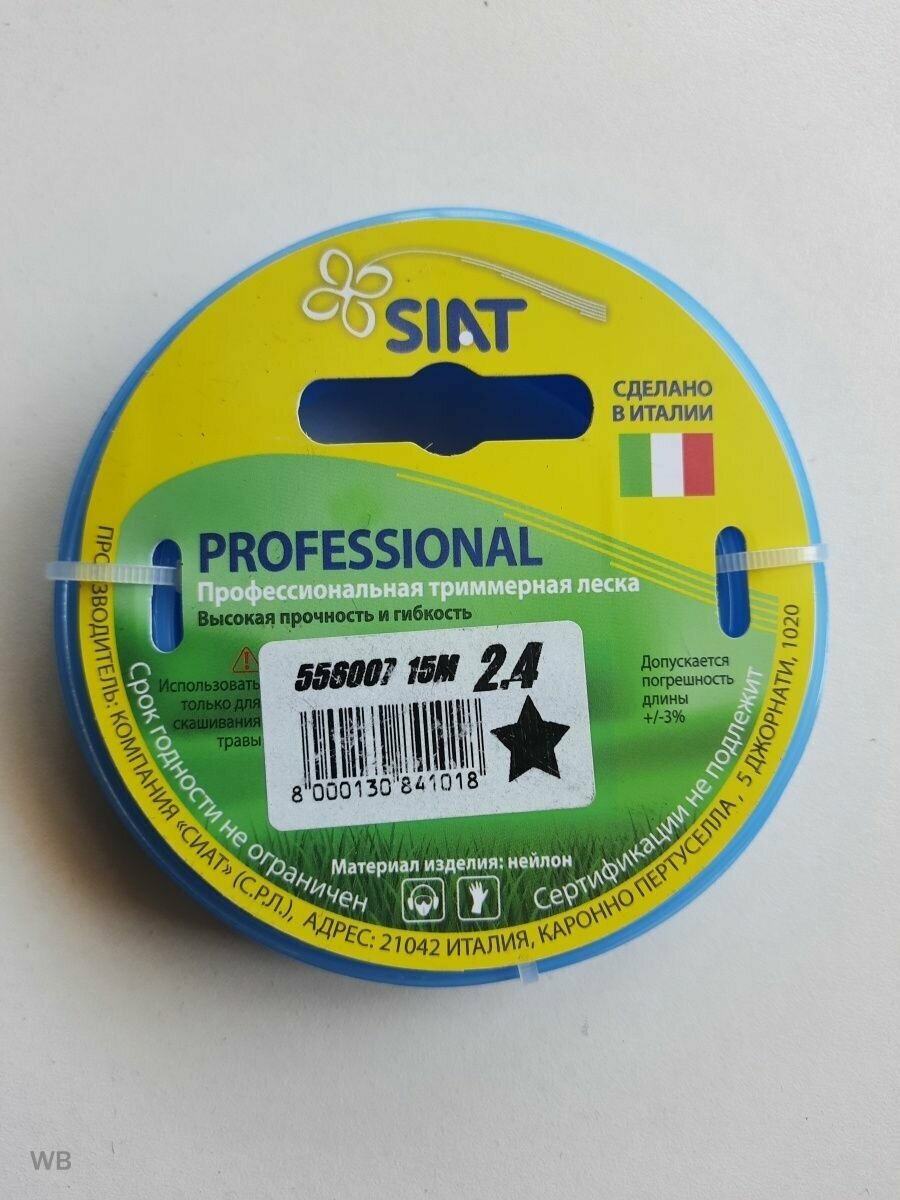 SIAT
СДЕЛАНО
В ИТАЛИИ
PROFESSIONAL
Профессиональная триммерная леска
Высокая прочность и гибкость
Использовать
только для
скашивания
травы
556007 15М 2.4
8 000130 841018
Допускается
погрешность
длины
+/-3%
Материал изделия: нейлон
Срок годности не ограничен
Сертификации не подлежит
КОМПАНИЯ «СИАТ» (С.Р.Л.), АДРЕС: 21042 ИТАЛИЯ, КАРОННО ПЕРТУСЕЛЛА, 5 ДЖОРНАТИ, 1020
WB